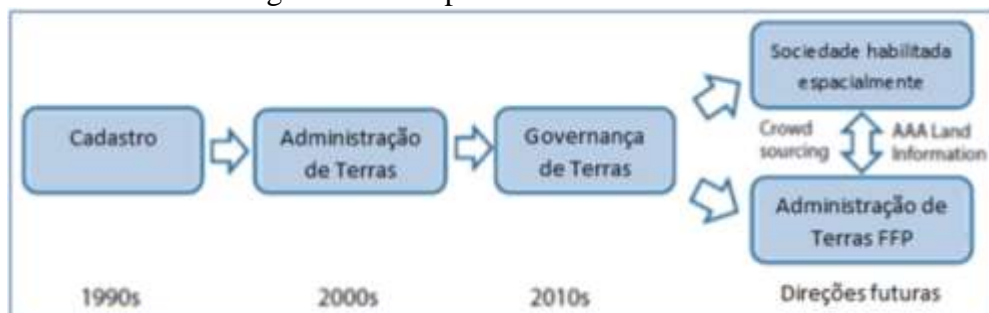 Cadastro
Administração
de Terras
Governança
de Terras
Sociedade habilitada
espacialmente
Crowd
sourcing
AAA Land
Information
Administração de
Terras FFP
1990s
2000s
2010s
Direções futuras